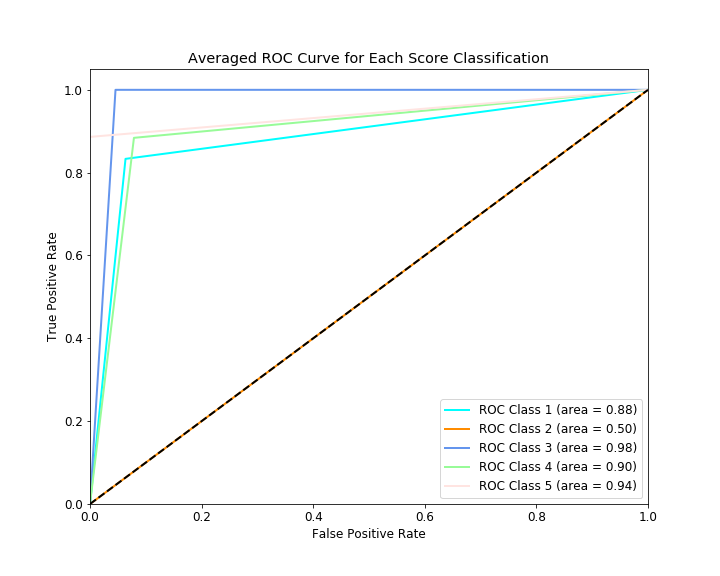 Averaged ROC Curve for Each Score Classification
True Positive Rate
1.0
0.8
0.6
0.4
0.2
0.0
ROC Class 1 (area = 0.88)
ROC Class 2 (area = 0.50)
ROC Class 3 (area = 0.98)
ROC Class 4 (area = 0.90)
ROC Class 5 (area = 0.94)
0.0 0.2 0.4 0.6 0.8 1.0
False Positive Rate